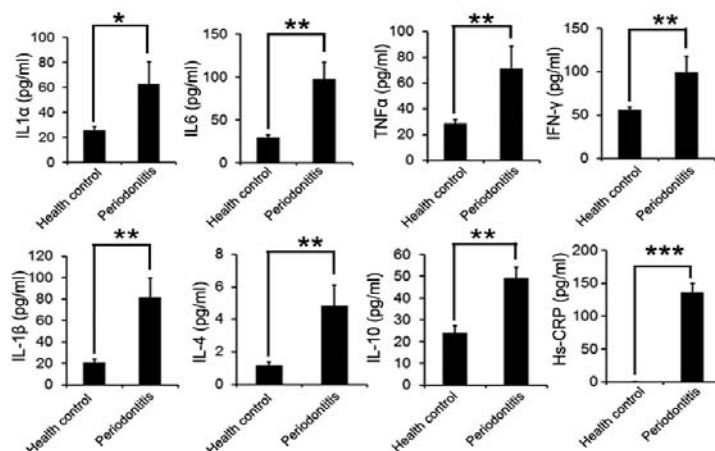 *
**
**
**
IL1α (pg/ml)
100
80
60
40
20
0
Health control
Periodontitis
IL6 (pg/ml)
150
100
50
0
Health control
Periodontitis
TNFα (pg/ml)
100
80
60
40
20
0
Health control
Periodontitis
IFN-γ (pg/ml)
150
100
50
0
Health control
Periodontitis
**
**
**
***
IL-1β (pg/ml)
120
100
80
60
40
20
0
Health control
Periodontitis
IL-4 (pg/ml)
8
6
4
2
0
Health control
Periodontitis
IL-10 (pg/ml)
60
50
40
30
20
10
0
Health control
Periodontitis
Hs-CRP (pg/ml)
200
150
100
50
0
Health control
Periodontitis